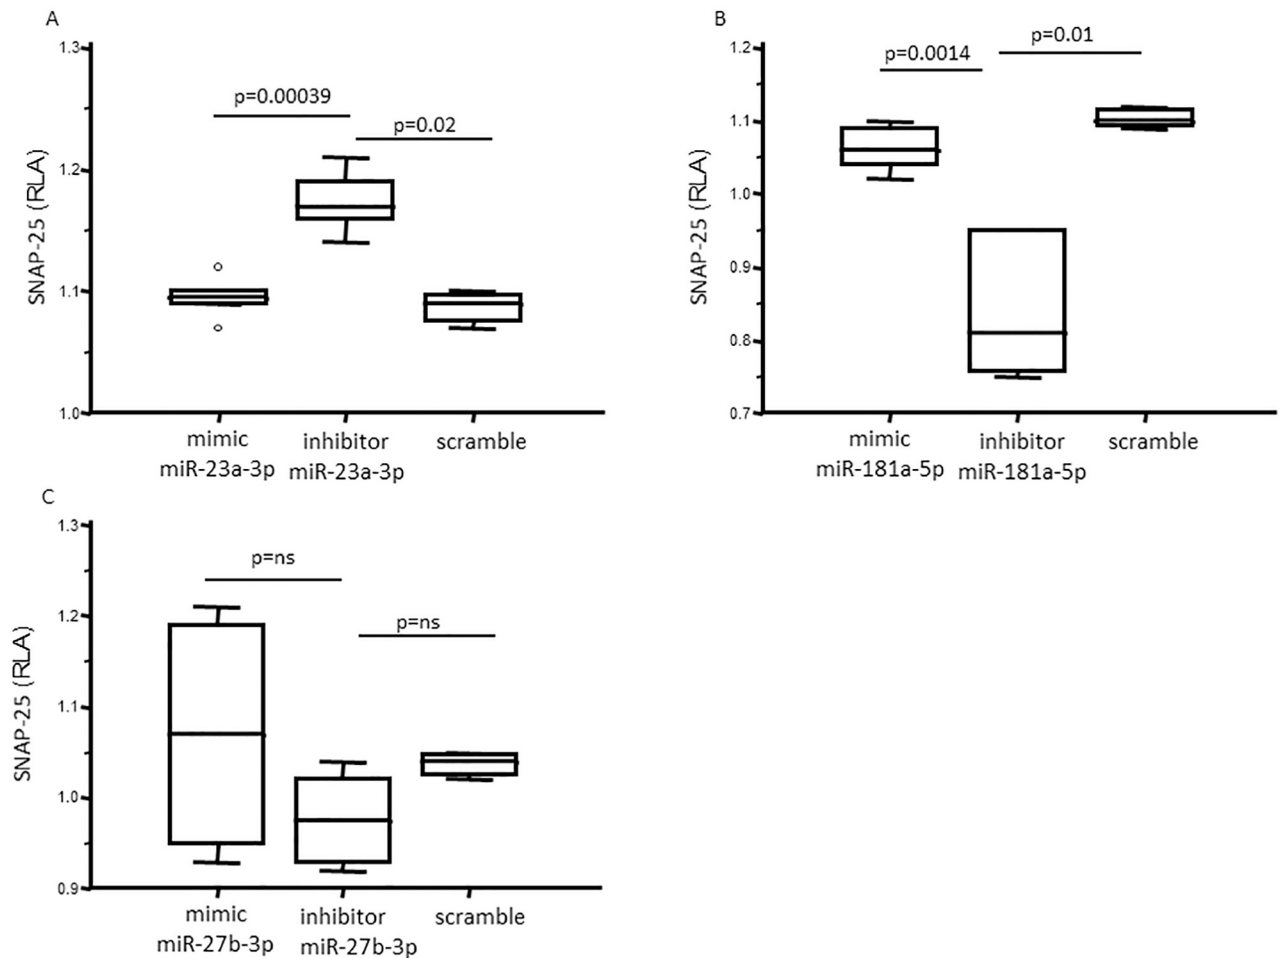 A
1.3
p=0.00039
p=0.02
1.2
SNAP-25 (RLA)
1.1
1.0
mimic inhibitor scramble
miR-23a-3p miR-23a-3p
B
1.2
p=0.0014
p=0.01
1.1
SNAP-25 (RLA)
1.0
0.9
0.8
0.7
mimic inhibitor scramble
miR-181a-5p miR-181a-5p
C
1.3
p=ns
1.2
p=ns
SNAP-25 (RLA)
1.1
1.0
0.9
mimic inhibitor scramble
miR-27b-3p miR-27b-3p